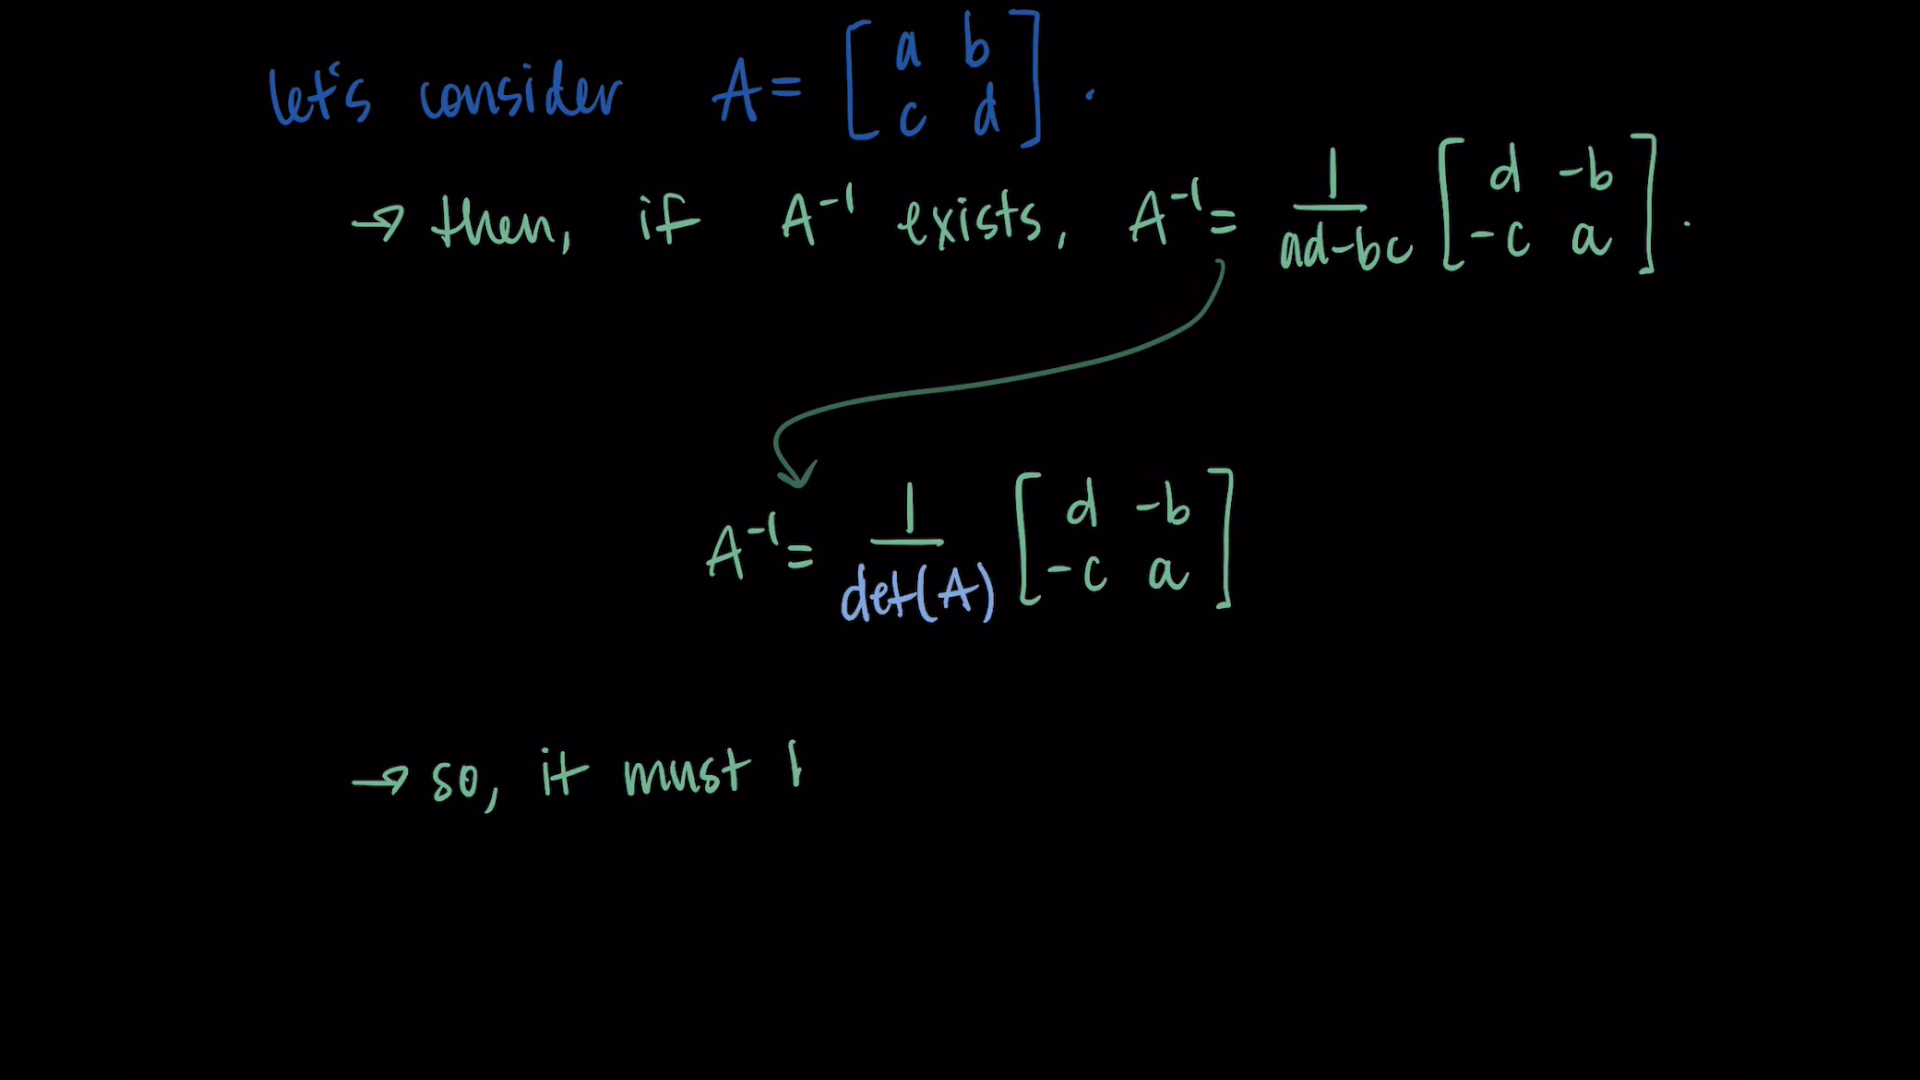 let's consider A = [a b; c d].
→ then, if A⁻¹ exists, A⁻¹ = 1/(ad-bc) [d -b; -c a].
A⁻¹ = 1/det(A) [d -b; -c a]
→ so, it must